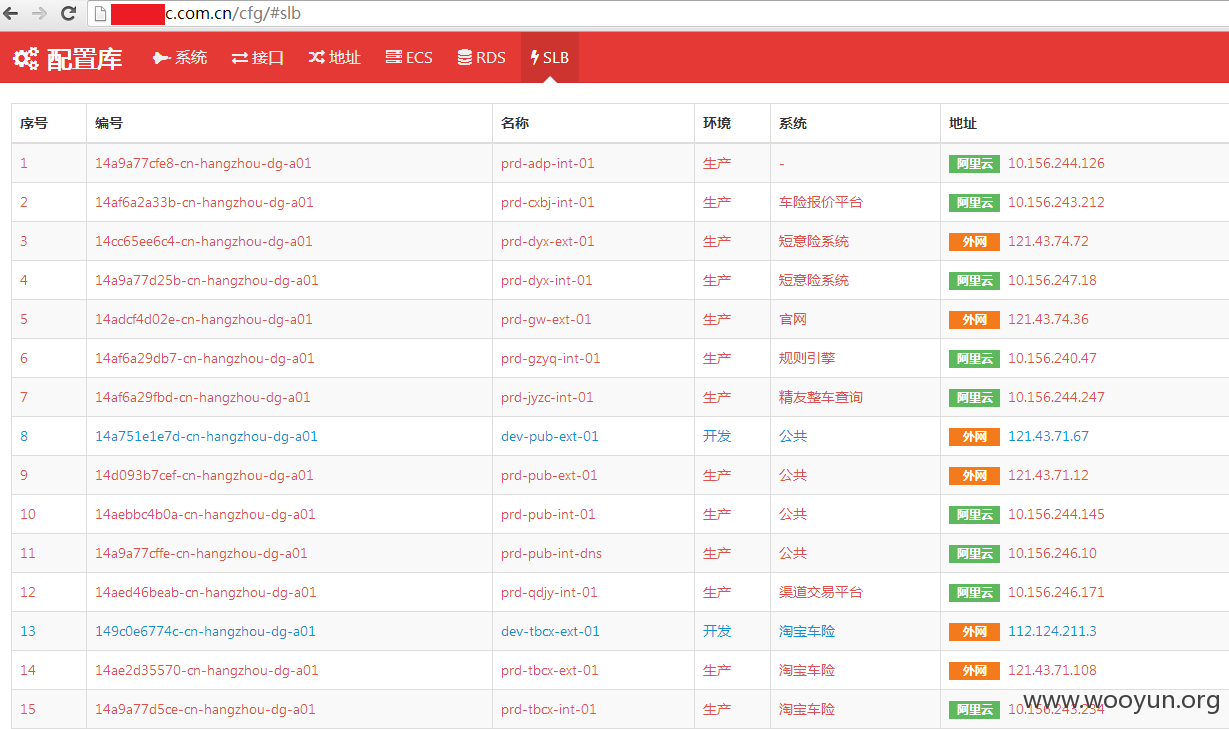 c.com.cn/cfg/#slb
配置库 系统 接口 地址 ECS RDS SLB
序号 编号 名称 环境 系统 地址
1 14a9a77cfe8-cn-hangzhou-dg-a01 prd-adp-int-01 生产 - 阿里云 10.156.244.126
2 14af6a2a33b-cn-hangzhou-dg-a01 prd-cxbj-int-01 生产 车险报价平台 阿里云 10.156.243.212
3 14cc65ee6c4-cn-hangzhou-dg-a01 prd-dyx-ext-01 生产 短意险系统 外网 121.43.74.72
4 14a9a77d25b-cn-hangzhou-dg-a01 prd-dyx-int-01 生产 短意险系统 阿里云 10.156.247.18
5 14adcf4d02e-cn-hangzhou-dg-a01 prd-gw-ext-01 生产 官网 外网 121.43.74.36
6 14af6a29db7-cn-hangzhou-dg-a01 prd-gzyq-int-01 生产 规则引擎 阿里云 10.156.240.47
7 14af6a29fbd-cn-hangzhou-dg-a01 prd-jyzc-int-01 生产 精友整车查询 阿里云 10.156.244.247
8 14a751e1e7d-cn-hangzhou-dg-a01 dev-pub-ext-01 开发 公共 外网 121.43.71.67
9 14d093b7cef-cn-hangzhou-dg-a01 prd-pub-ext-01 生产 公共 外网 121.43.71.12
10 14aebbc4b0a-cn-hangzhou-dg-a01 prd-pub-int-01 生产 公共 阿里云 10.156.244.145
11 14a9a77cffe-cn-hangzhou-dg-a01 prd-pub-int-dns 生产 公共 阿里云 10.156.246.10
12 14aed46beab-cn-hangzhou-dg-a01 prd-qdjy-int-01 生产 渠道交易平台 阿里云 10.156.246.171
13 149c0e6774c-cn-hangzhou-dg-a01 dev-tbcx-ext-01 开发 淘宝车险 外网 112.124.211.3
14 14ae2d35570-cn-hangzhou-dg-a01 prd-tbcx-ext-01 生产 淘宝车险 外网 121.43.71.108
15 14a9a77d5ce-cn-hangzhou-dg-a01 prd-tbcx-int-01 生产 淘宝车险 阿里云 10.156.243.234
www.wooyun.org